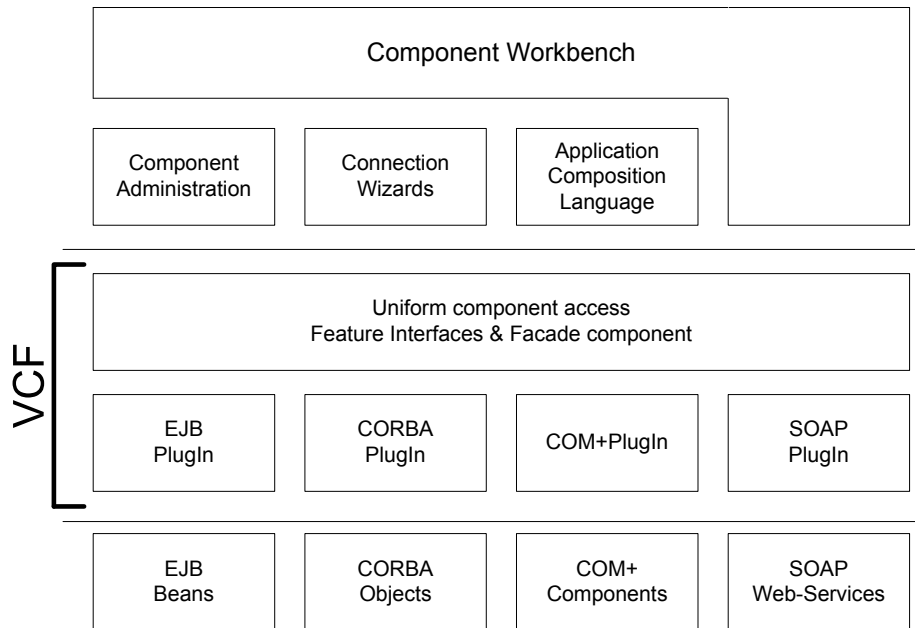 Component Workbench
Component
Administration
Connection
Wizards
Application
Composition
Language
VCF
Uniform component access
Feature Interfaces & Facade component
EJB
PlugIn
CORBA
PlugIn
COM+PlugIn
SOAP
PlugIn
EJB
Beans
CORBA
Objects
COM+
Components
SOAP
Web-Services